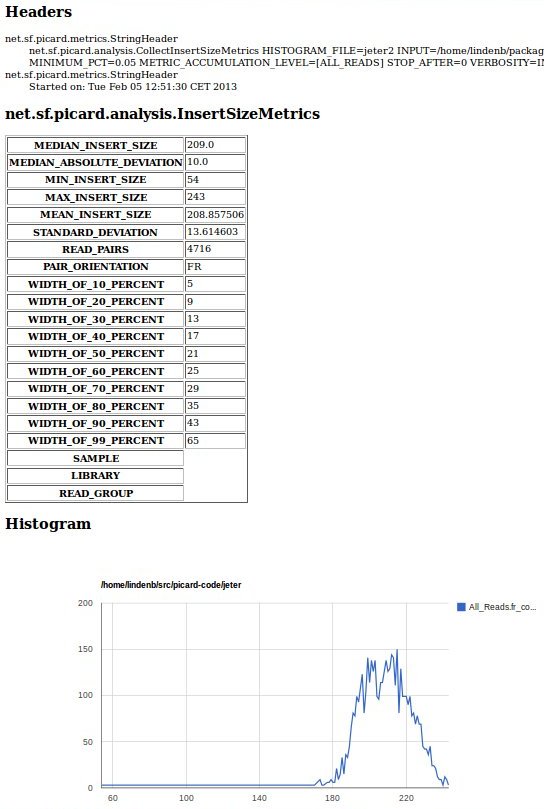 Headers
net.sf.picard.metrics.StringHeader
net.sf.picard.analysis.CollectInsertSizeMetrics HISTOGRAM_FILE=jeter2 INPUT=/home/lindenb/packag
MINIMUM_PCT=0.05 METRIC_ACCUMULATION_LEVEL=[ALL_READS] STOP_AFTER=0 VERBOSITY=IN
net.sf.picard.metrics.StringHeader
Started on: Tue Feb 05 12:51:30 CET 2013
net.sf.picard.analysis.InsertSizeMetrics
MEDIAN_INSERT_SIZE 209.0
MEDIAN_ABSOLUTE_DEVIATION 10.0
MIN_INSERT_SIZE 54
MAX_INSERT_SIZE 243
MEAN_INSERT_SIZE 208.857506
STANDARD_DEVIATION 13.614603
READ_PAIRS 4716
PAIR_ORIENTATION FR
WIDTH_OF_10_PERCENT 5
WIDTH_OF_20_PERCENT 9
WIDTH_OF_30_PERCENT 13
WIDTH_OF_40_PERCENT 17
WIDTH_OF_50_PERCENT 21
WIDTH_OF_60_PERCENT 25
WIDTH_OF_70_PERCENT 29
WIDTH_OF_80_PERCENT 35
WIDTH_OF_90_PERCENT 43
WIDTH_OF_99_PERCENT 65
SAMPLE
LIBRARY
READ_GROUP
Histogram
/home/lindenb/src/picard-code/jeter
200
All_Reads.fr_co...
150
100
50
0
60 100 140 180 220